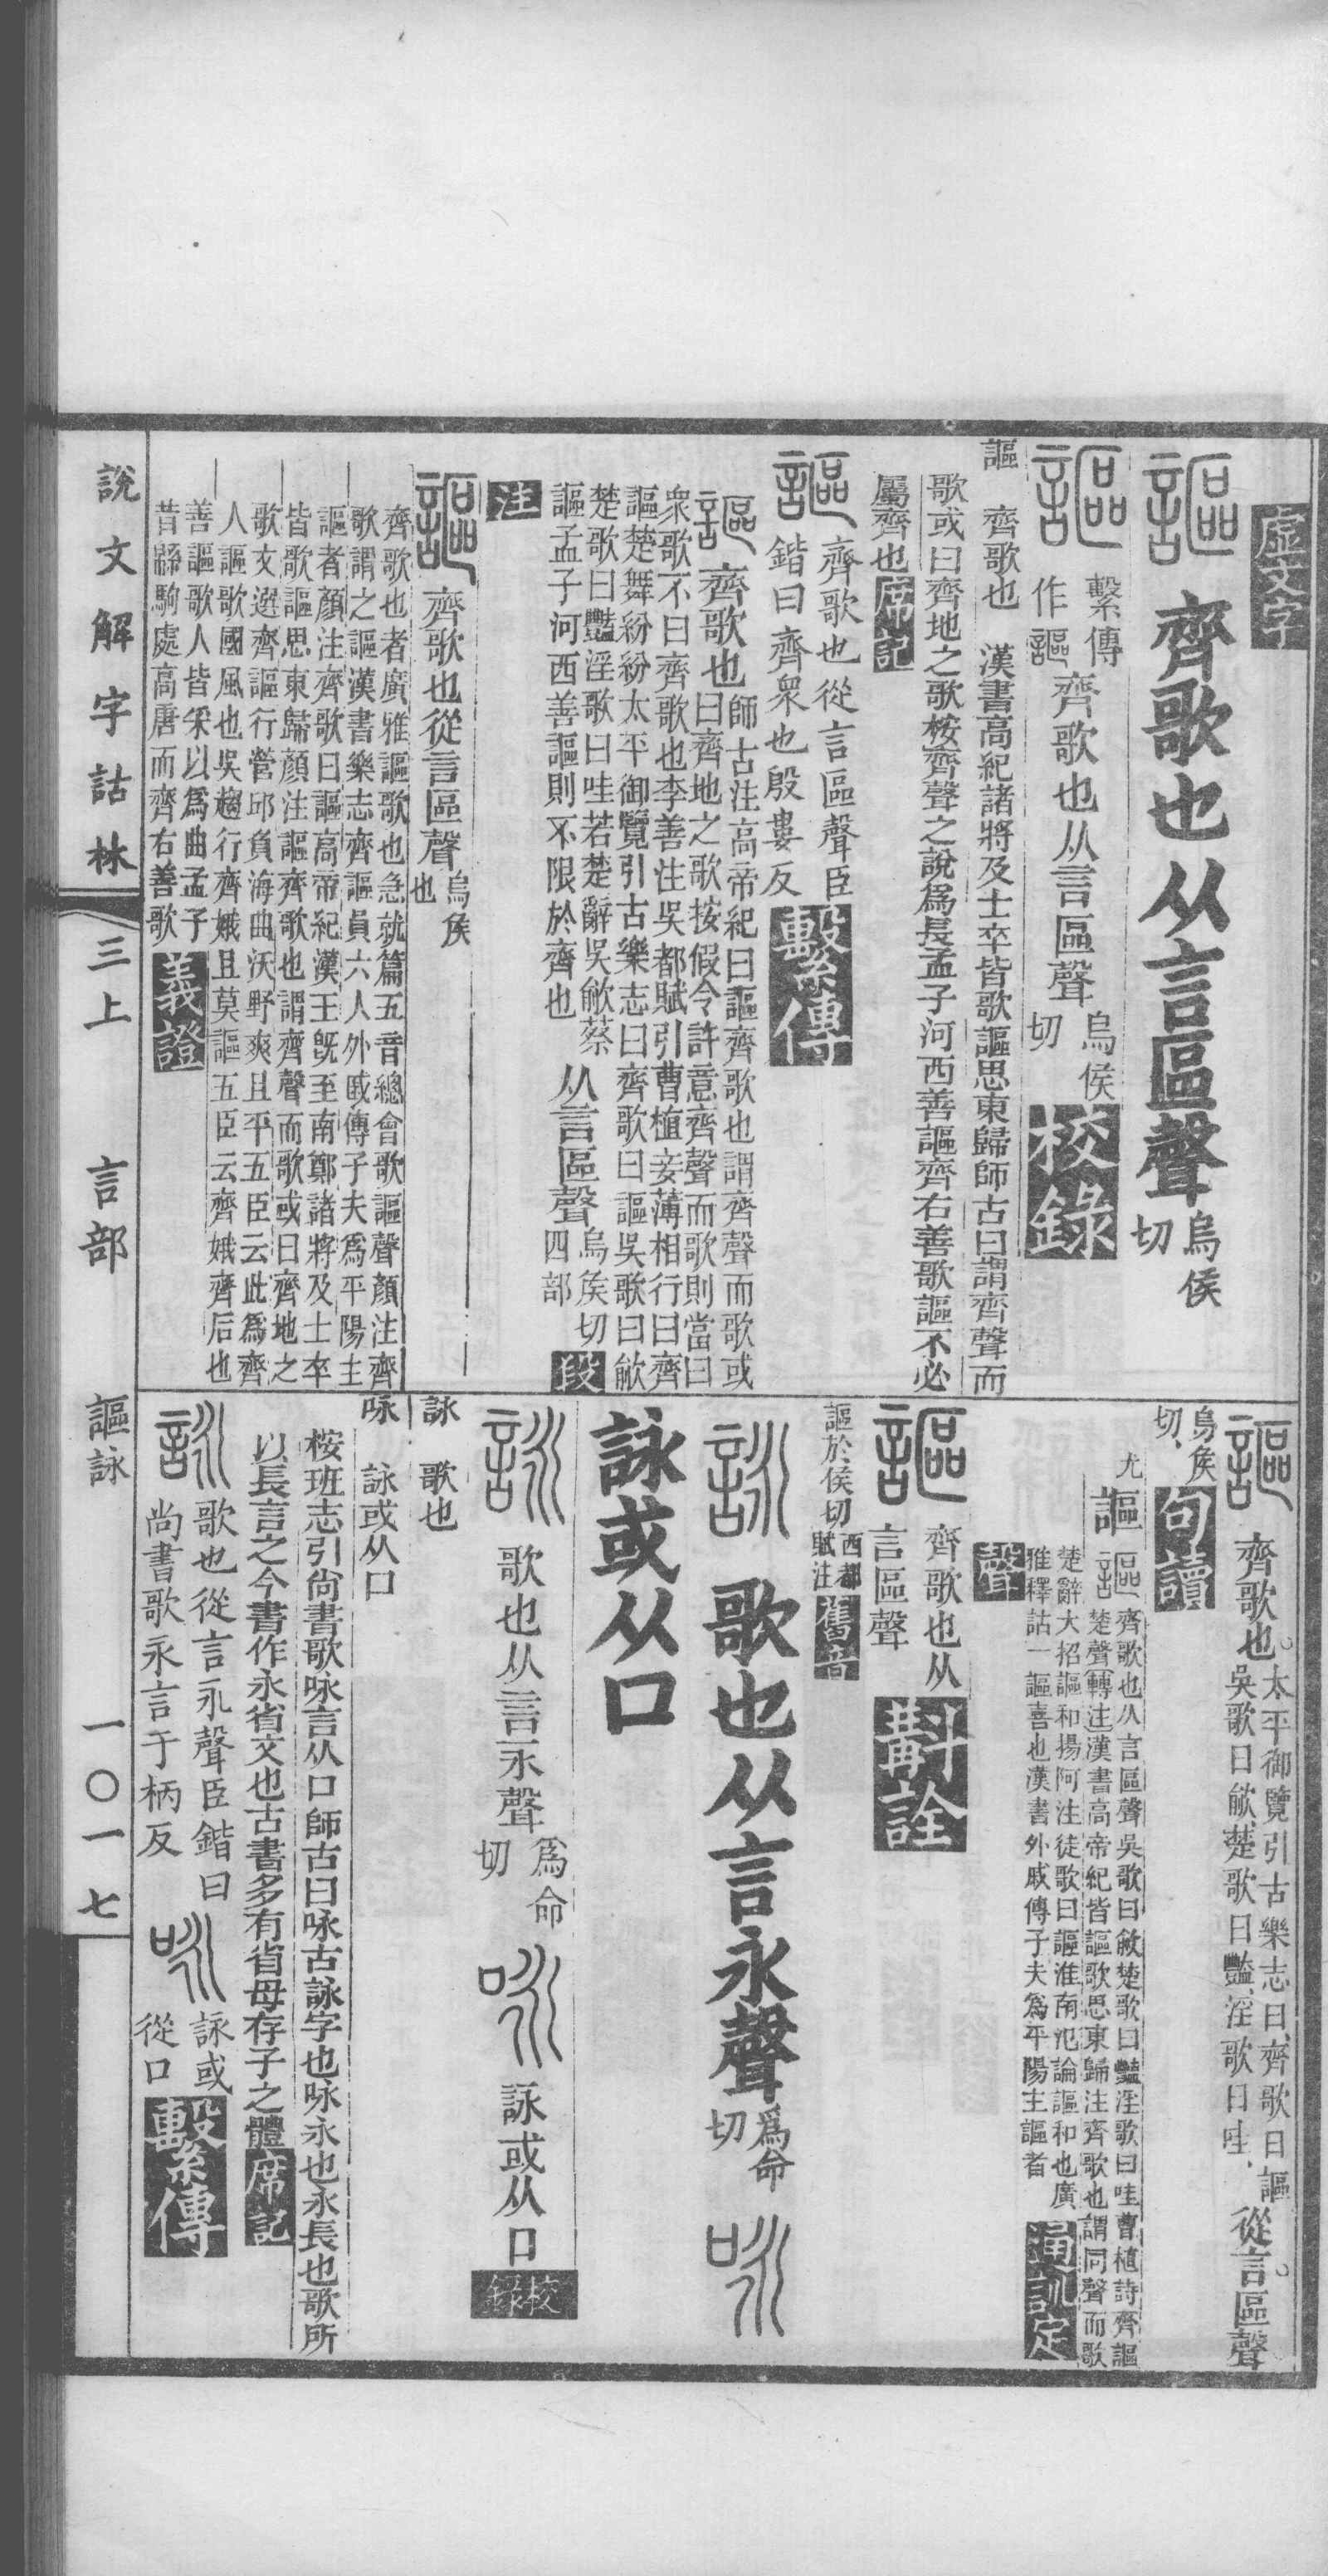 虛文字
謳 齊歌也从言區聲 烏侯切
謳 繫傳作謳齊歌也从言區聲 烏侯切 校錄
謳 齊歌也 漢書高紀諸將及士卒皆歌謳思東歸師古曰謂齊聲而
歌或曰齊地之歌桉齊聲之說爲長孟子河西善謳齊右善歌謳不必
屬齊也 席記
謳 齊歌也從言區聲臣
鍇曰齊衆也殷婁反 繫傳
謳 齊歌也 師古注高帝紀曰謳齊歌也謂齊聲而歌或
曰齊地之歌按假令許意齊聲而歌則當曰
衆歌不曰齊歌也李善注吳都賦引曹植妾薄相行曰齊
謳楚舞紛紛太平御覽引古樂志曰齊歌曰謳吳歌曰歈
楚歌曰豔淫歌曰哇若楚辭吳歈蔡
謳孟子河西善謳則不限於齊也 从言區聲 烏侯切四部 段
注
謳 齊歌也從言區聲 烏侯也
齊歌也者廣雅謳歌也急就篇五音總會歌謳聲顏注齊
歌謂之謳漢書樂志齊謳員六人外戚傳子夫爲平陽主
謳者顏注齊歌曰謳高帝紀漢王旣至南鄭諸將及士卒
皆歌謳思東歸顏注謳齊歌也謂齊聲而歌或曰齊地之
歌文選齊謳行營邱負海曲沃野爽且平五臣云此爲齊
人謳歌國風也吳趨行齊娥且莫謳五臣云齊娥齊后也
善謳歌人皆采以爲曲孟子
昔緜駒處高唐而齊右善歌 義證
謳 齊歌也 太平御覽引古樂志曰齊歌曰謳
吳歌曰歈楚歌曰豔淫歌曰哇 從言區聲
烏侯切 句讀
尤 謳 謳 齊歌也从言區聲吳歌曰歈楚歌曰豔淫歌曰哇曹植詩齊謳
楚聲轉注漢書高帝紀皆謳歌思東歸注齊歌也謂同聲而歌
楚辭大招謳和揚阿注徒歌曰謳淮南氾論謳和也廣
雅釋詁一謳喜也漢書外戚傳子夫爲平陽主謳者 通訓定
聲
謳 齊歌也从
言區聲 斠詮
謳於侯切 西都賦注 舊音
詠 歌也从言永聲 爲命切 咏
詠或从口
詠 歌也从言永聲 爲命切 咏 詠或从口 校錄
詠 歌也
咏 詠或从口
桉班志引尙書歌咏言从口師古曰咏古詠字也咏永也永長也歌所
以長言之今書作永省文也古書多有省母存子之體 席記
詠 歌也從言永聲臣鍇曰
尚書歌永言于柄反 咏 詠或從口 繫傳
說文解字詁林 三上 言部 謳詠 一〇一七